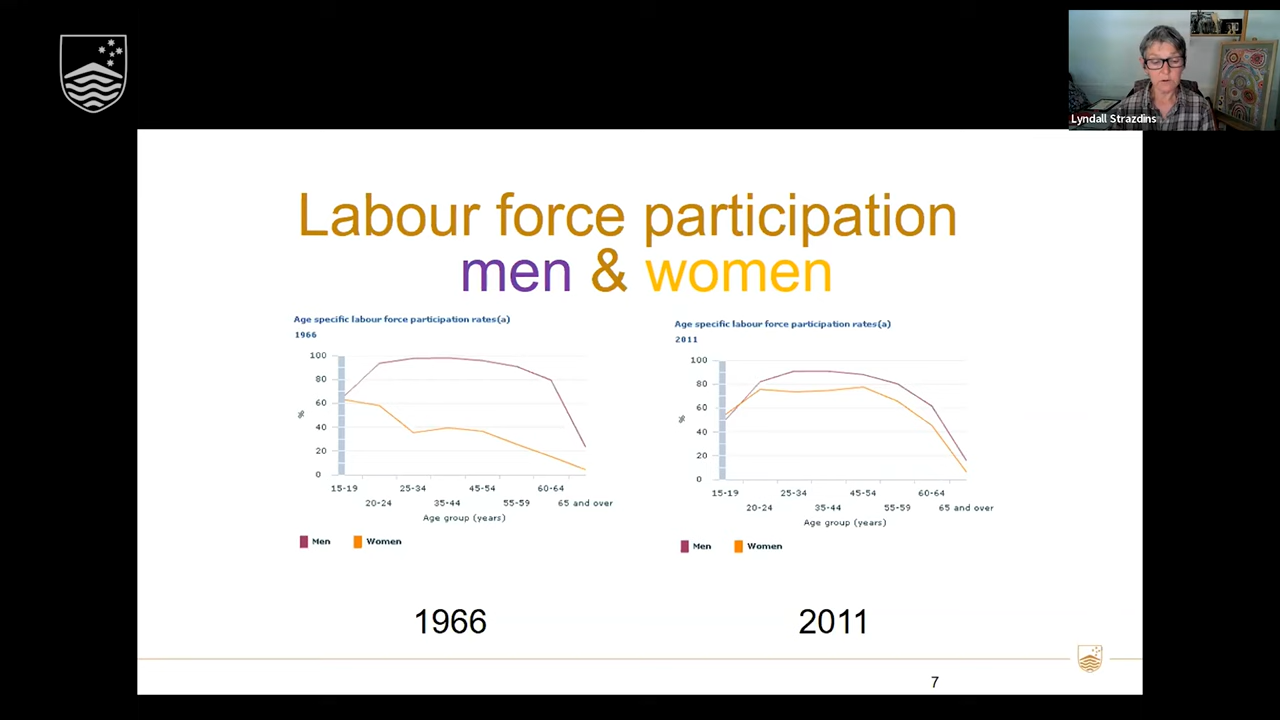 Lyndall Strazdins
Labour force participation
men & women
Age specific labour force participation rates(a)
1966
100
80
60
40
20
0
%
15-19
20-24
25-34
35-44
45-54
55-59
60-64
65 and over
Age group (years)
Men
Women
Age specific labour force participation rates(a)
2011
100
80
60
40
20
0
%
15-19
20-24
25-34
35-44
45-54
55-59
60-64
65 and over
Age group (years)
Men
Women
1966
2011
7